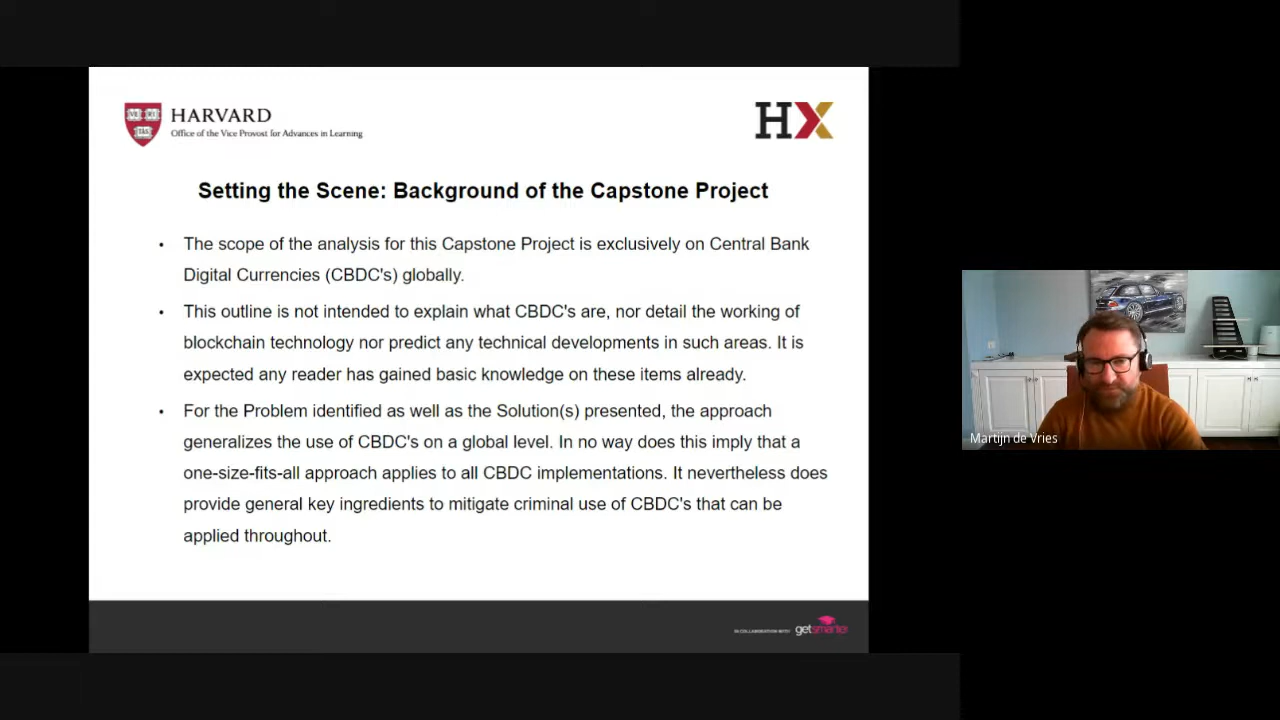 HARVARD
Office of the Vice Provost for Advances in Learning
HX
Setting the Scene: Background of the Capstone Project
• The scope of the analysis for this Capstone Project is exclusively on Central Bank
Digital Currencies (CBDC's) globally.
• This outline is not intended to explain what CBDC's are, nor detail the working of
blockchain technology nor predict any technical developments in such areas. It is
expected any reader has gained basic knowledge on these items already.
• For the Problem identified as well as the Solution(s) presented, the approach
generalizes the use of CBDC's on a global level. In no way does this imply that a
one-size-fits-all approach applies to all CBDC implementations. It nevertheless does
provide general key ingredients to mitigate criminal use of CBDC's that can be
applied throughout.
IN COLLABORATION WITH
getsmarter
Martijn de Vries